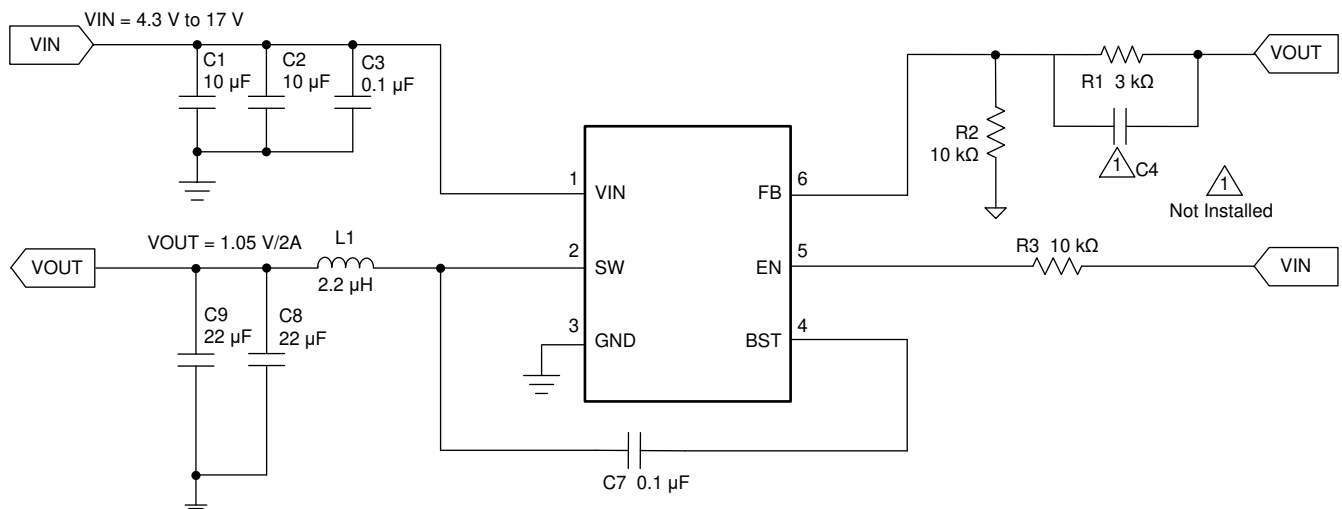 VIN = 4.3 V to 17 V
VIN
C1
10 µF
C2
10 µF
C3
0.1 µF
VOUT
R1 3 kΩ
R2
10 kΩ
1
C4
1
Not Installed
1
VIN
FB
6
VOUT = 1.05 V/2A
VOUT
L1
2.2 µH
2
SW
EN
5
R3 10 kΩ
VIN
C9
22 µF
C8
22 µF
3
GND
BST
4
C7 0.1 µF